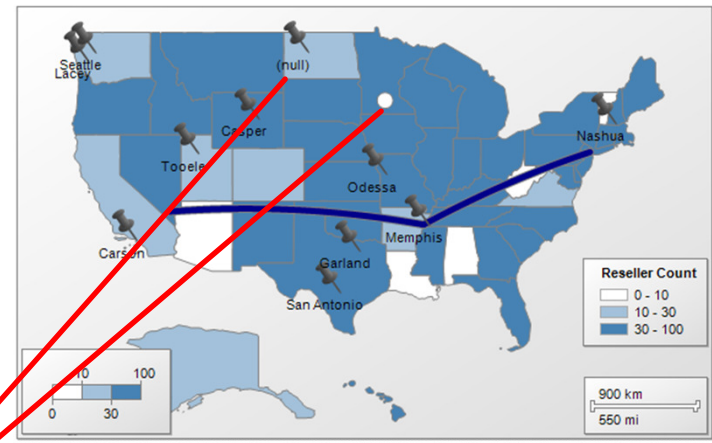 Seattle
Lacey
(null)
Casper
Nashua
Tooele
Odessa
Memphis
Carson
Garland
San Antonio
Reseller Count
0 - 10
10 - 30
30 - 100
10 100
0 30
900 km
550 mi